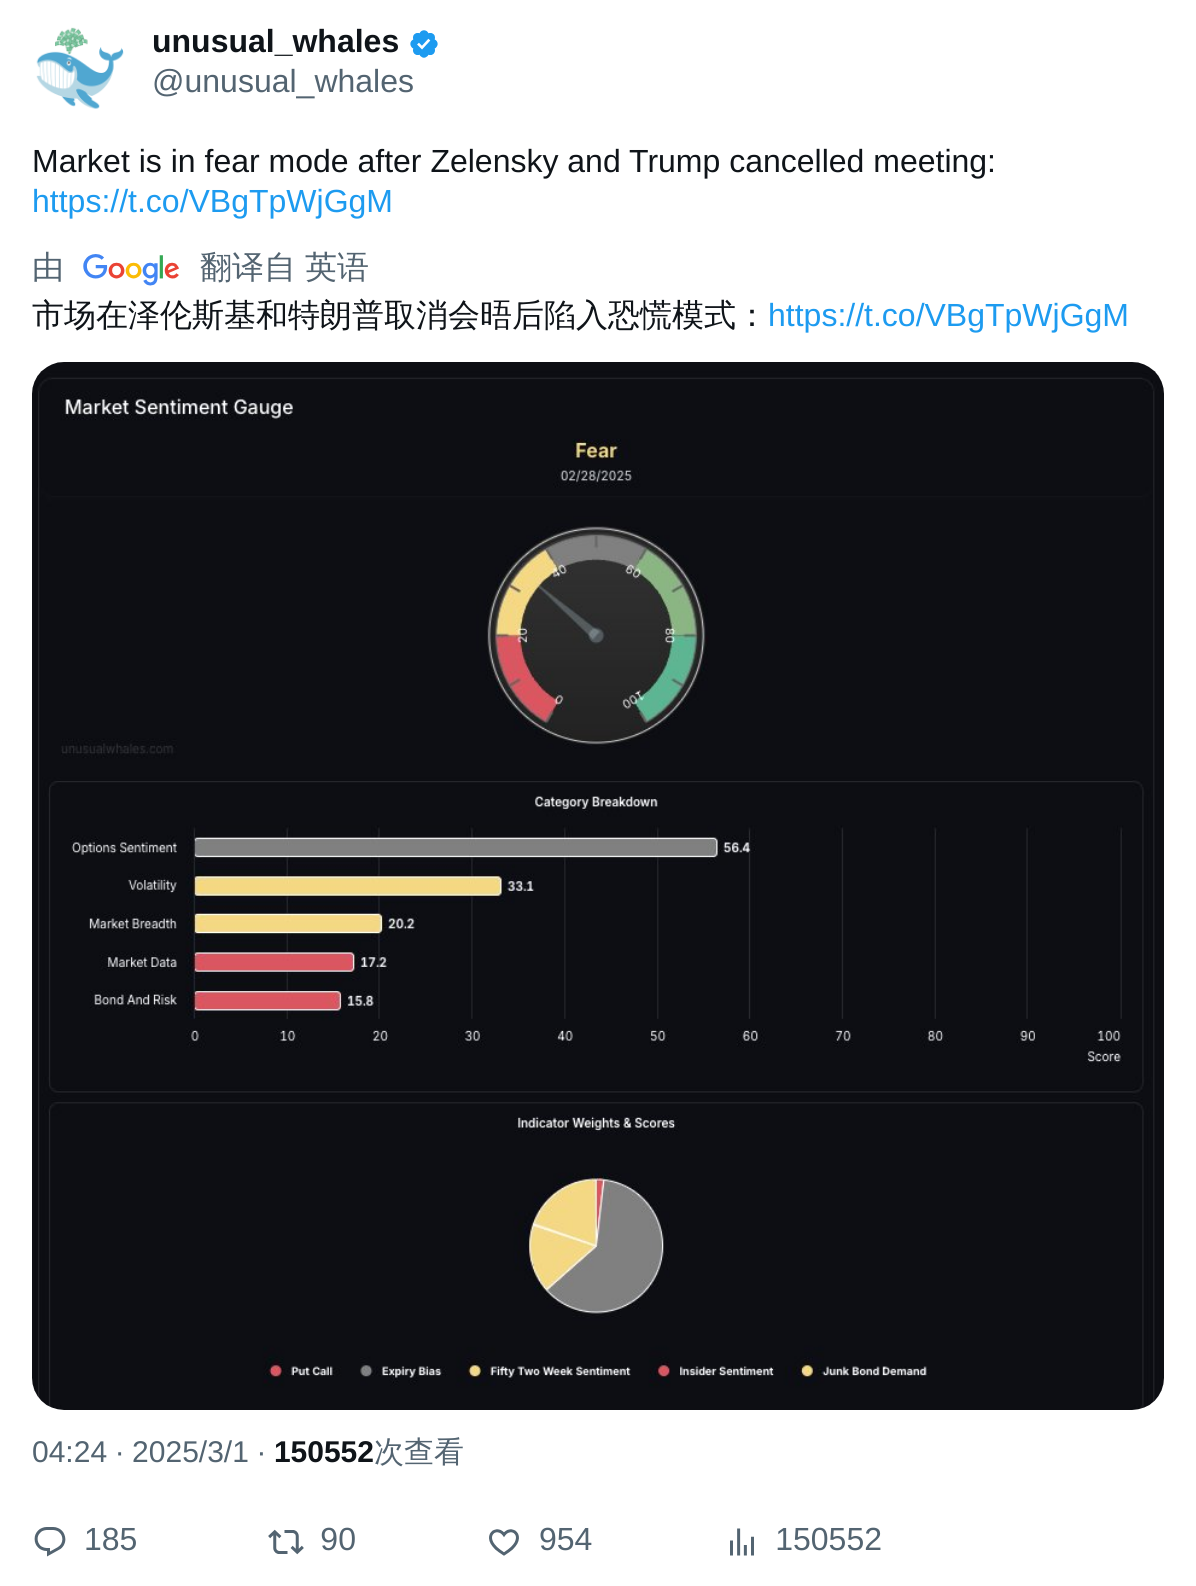 unusual_whales
@unusual_whales
Market is in fear mode after Zelensky and Trump cancelled meeting:
https://t.co/VBgTpWjGgM
由 Google 翻译自 英语
市场在泽伦斯基和特朗普取消会晤后陷入恐慌模式：https://t.co/VBgTpWjGgM
Market Sentiment Gauge
Fear
02/28/2025
40 60
20 80
0 100
unusualwhales.com
Category Breakdown
Options Sentiment 56.4
Volatility 33.1
Market Breadth 20.2
Market Data 17.2
Bond And Risk 15.8
0 10 20 30 40 50 60 70 80 90 100
Score
Indicator Weights & Scores
Put Call Expiry Bias Fifty Two Week Sentiment Insider Sentiment Junk Bond Demand
04:24 · 2025/3/1 · 150552次查看
185 90 954 150552